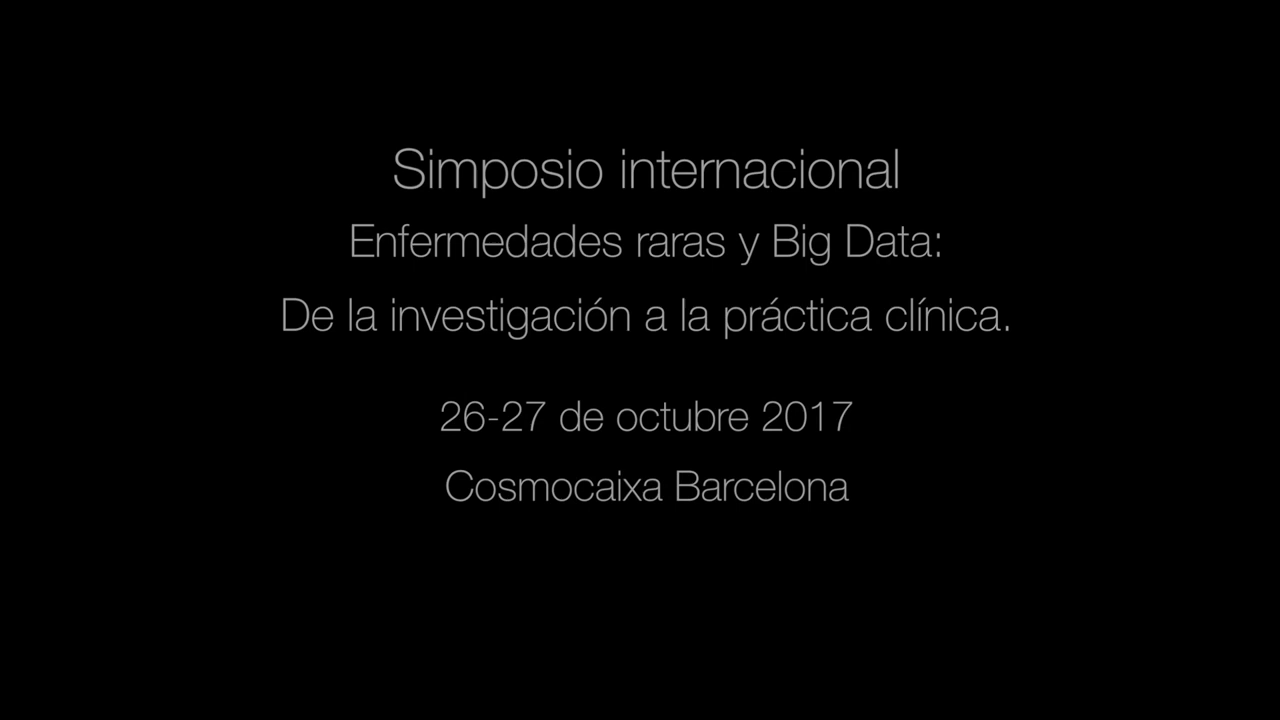 Simposio internacional
Enfermedades raras y Big Data:
De la investigación a la práctica clínica.
26-27 de octubre 2017
Cosmocaixa Barcelona